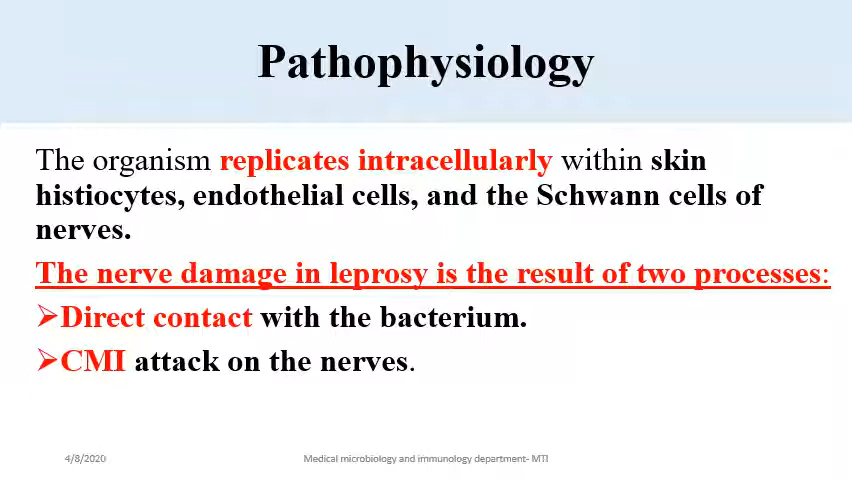 Pathophysiology
The organism replicates intracellularly within skin
histiocytes, endothelial cells, and the Schwann cells of
nerves.
The nerve damage in leprosy is the result of two processes:
➢Direct contact with the bacterium.
➢CMI attack on the nerves.
4/8/2020 Medical microbiology and immunology department- MTI